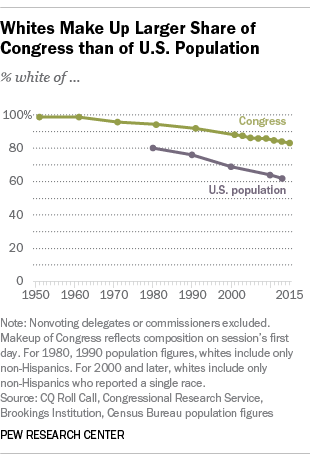 Whites Make Up Larger Share of
Congress than of U.S. Population
% white of ...
100%
Congress
80
60
U.S. population
40
20
0
1950 1960 1970 1980 1990 2000 2015
Note: Nonvoting delegates or commissioners excluded.
Makeup of Congress reflects composition on session's first
day. For 1980, 1990 population figures, whites include only
non-Hispanics. For 2000 and later, whites include only
non-Hispanics who reported a single race.
Source: CQ Roll Call, Congressional Research Service,
Brookings Institution, Census Bureau population figures
PEW RESEARCH CENTER